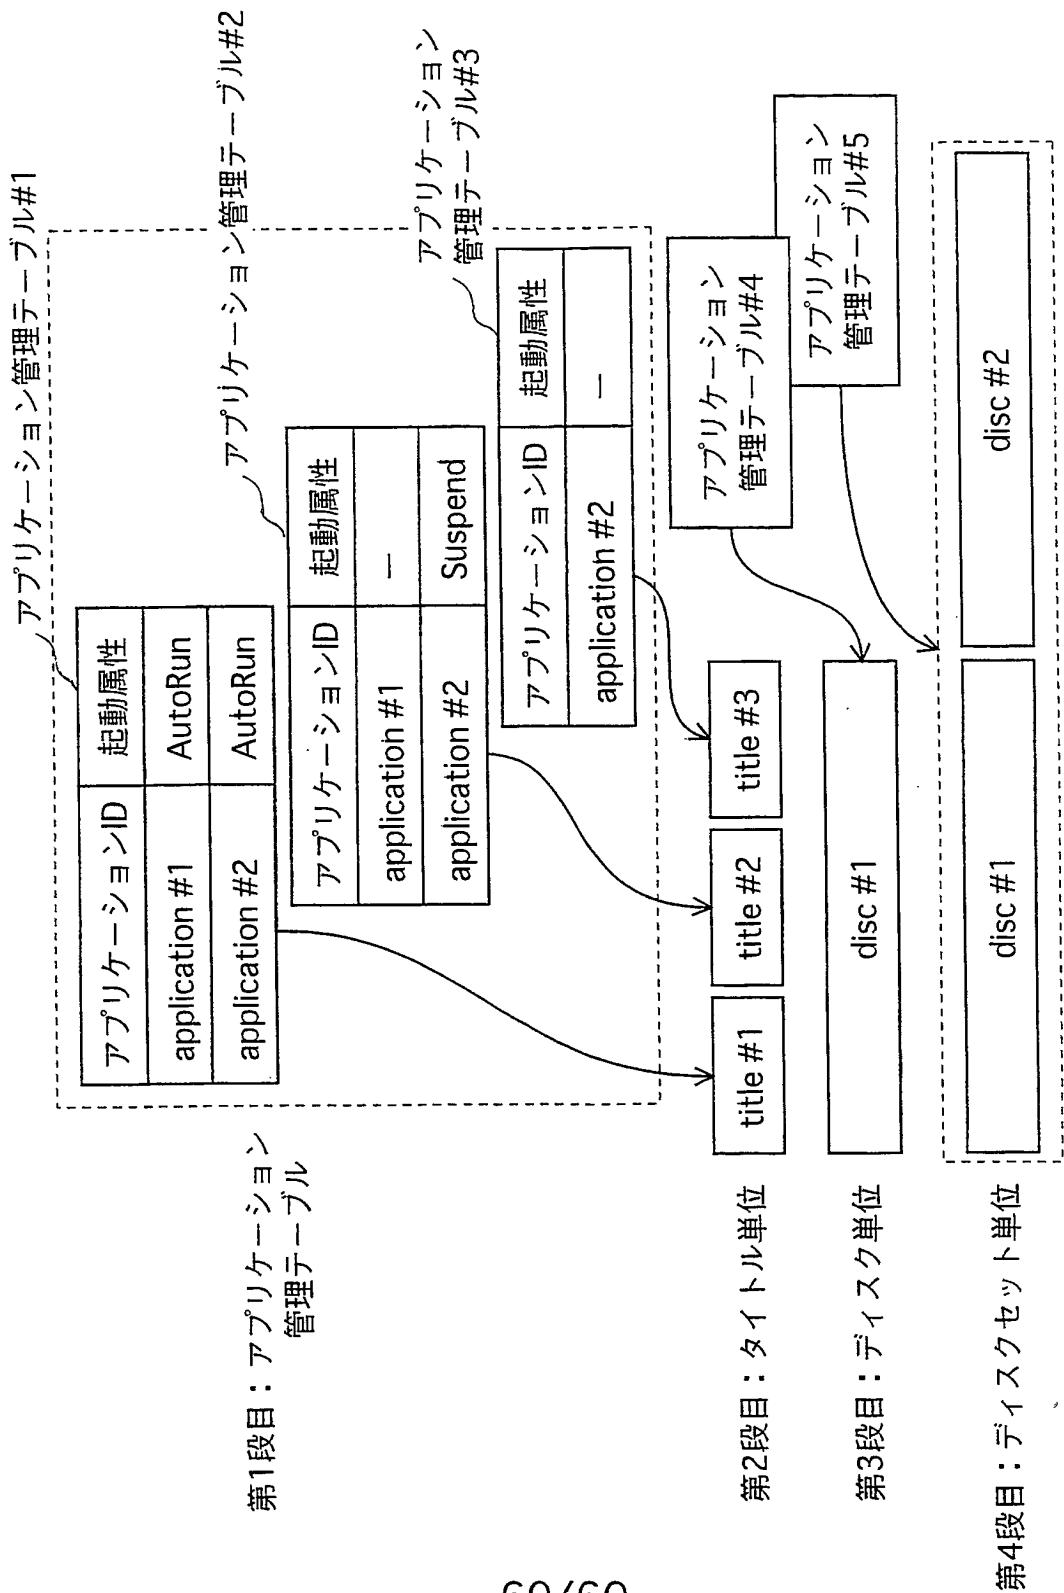 アプリケーション管理テーブル#1
アプリケーション管理テーブル#2
アプリケーション
管理テーブル#3
第1段目：アプリケーション
管理テーブル
アプリケーションID 起動属性
application #1 AutoRun
application #2 AutoRun
アプリケーションID 起動属性
application #1 —
application #2 Suspend
アプリケーションID 起動属性
application #2 —
アプリケーション
管理テーブル#4
アプリケーション
管理テーブル#5
第2段目：タイトル単位
title #1 title #2 title #3
第3段目：ディスク単位
disc #1
第4段目：ディスクセット単位
disc #1 disc #2